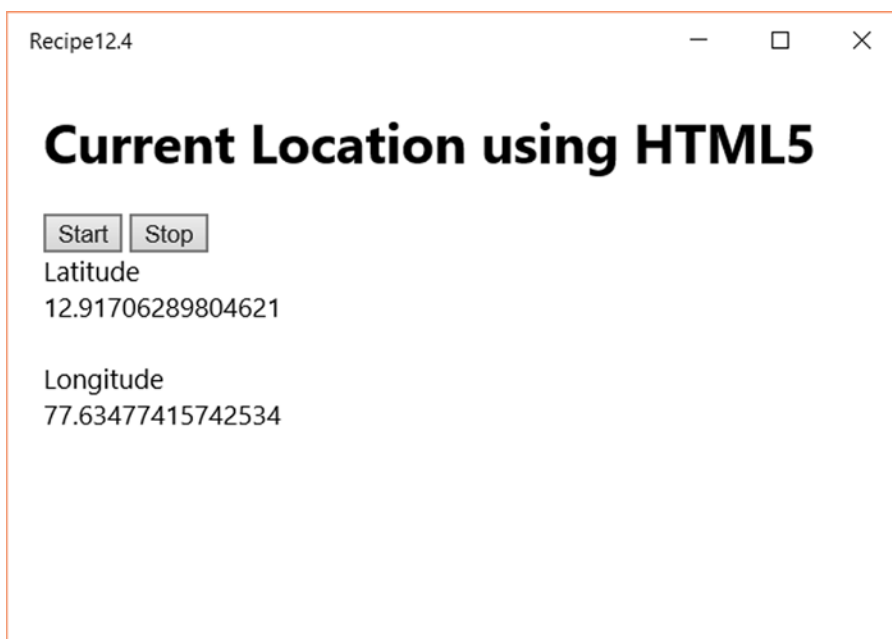 Recipe12.4
Current Location using HTML5
Start Stop
Latitude
12.91706289804621
Longitude
77.63477415742534